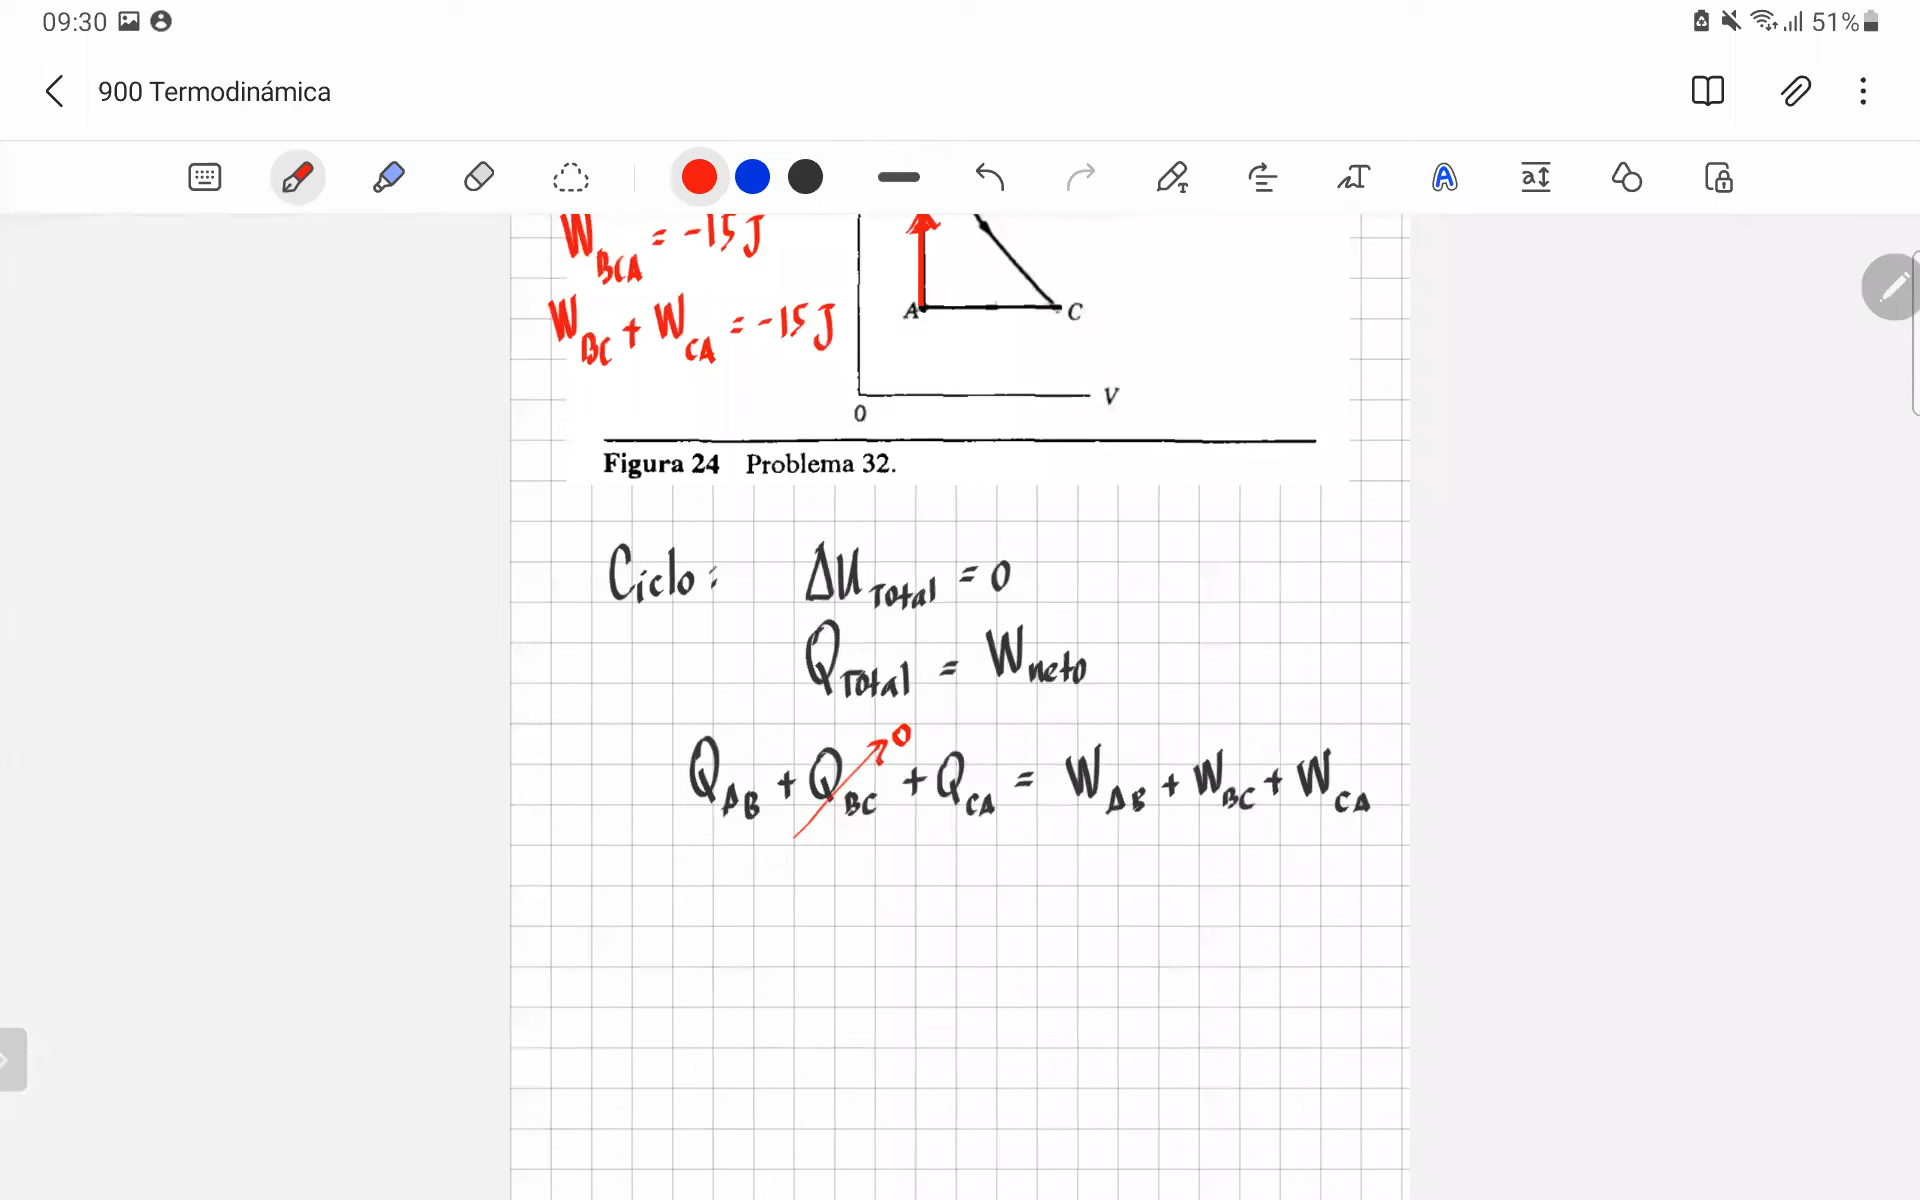 09:30 51%
900 Termodinámica
W_BCA = -15 J
A C
W_BC + W_CA = -15 J
V
0
Figura 24 Problema 32.
Ciclo: ΔU_Total = 0
Q_Total = W_neto
Q_AB + Q_BC 0 + Q_CA = W_AB + W_BC + W_CA